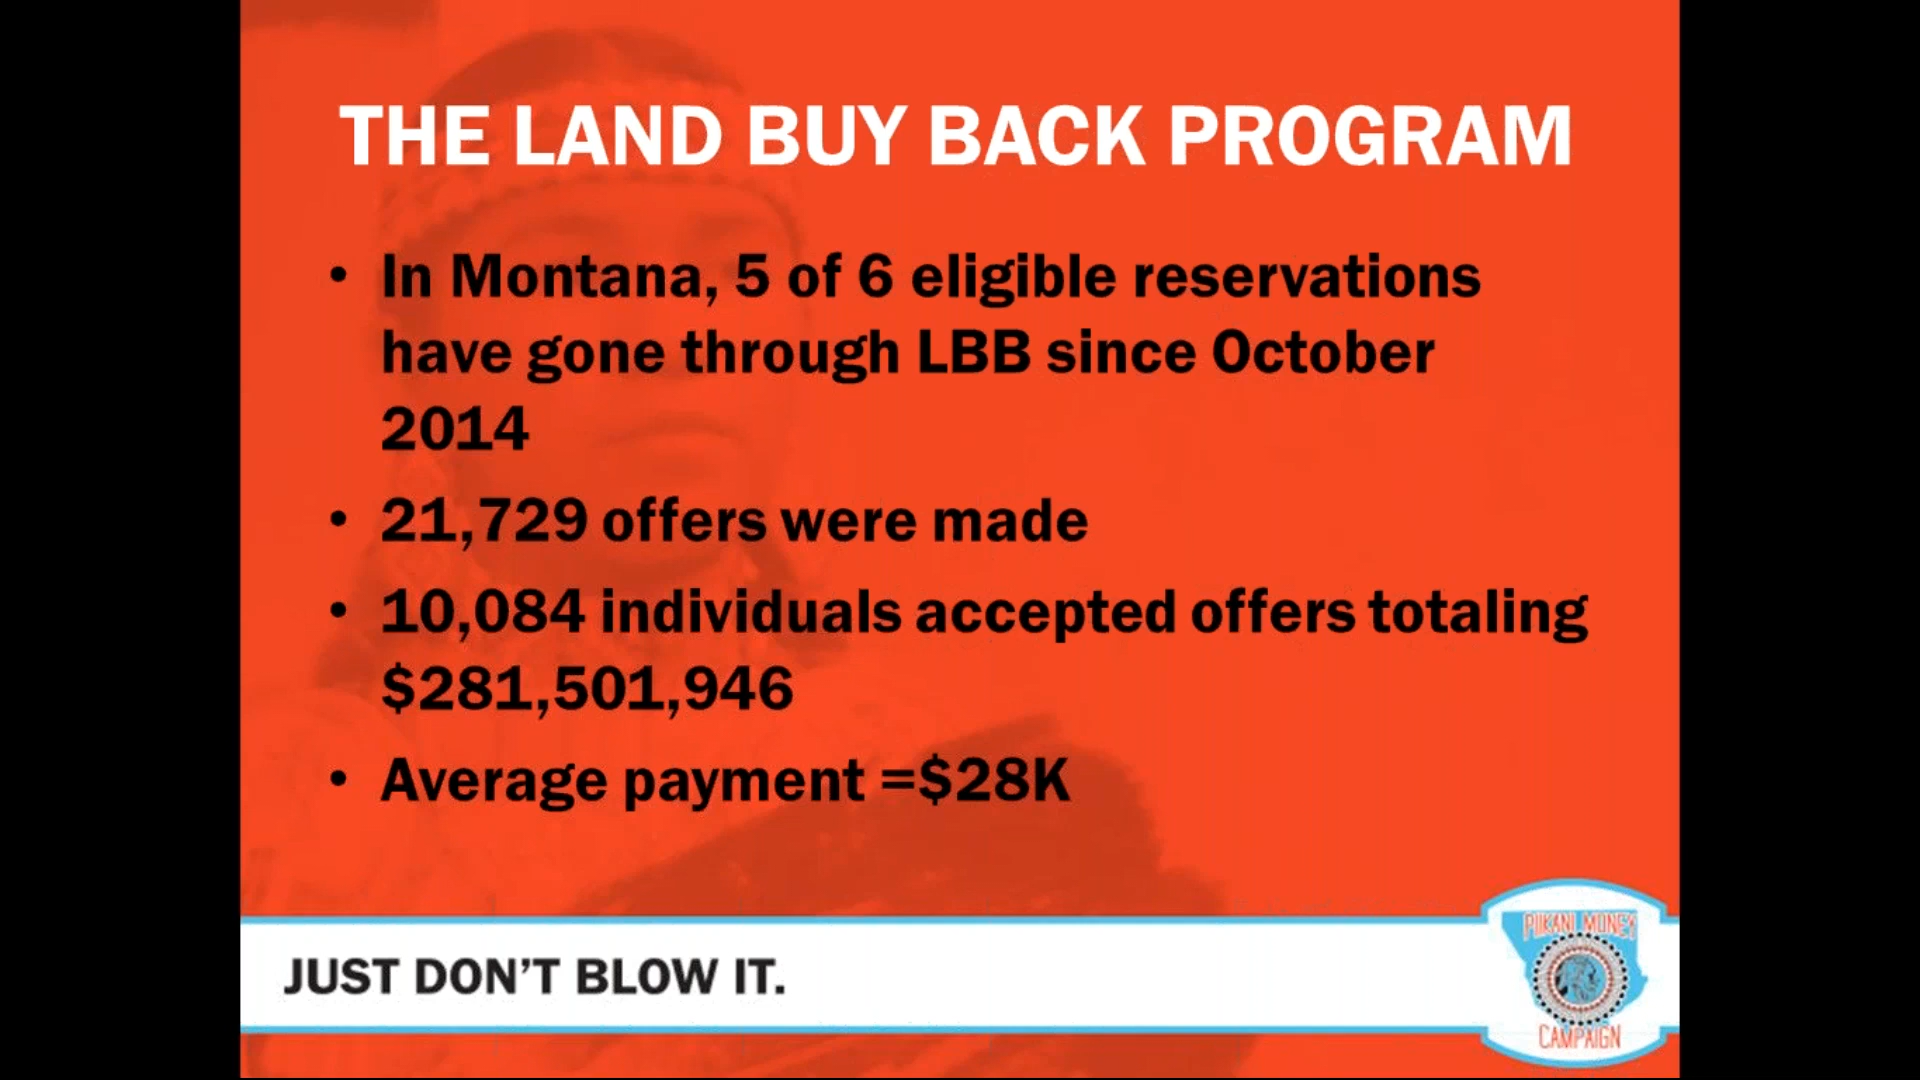 THE LAND BUY BACK PROGRAM
• In Montana, 5 of 6 eligible reservations
have gone through LBB since October
2014
• 21,729 offers were made
• 10,084 individuals accepted offers totaling
$281,501,946
• Average payment =$28K
JUST DON'T BLOW IT.
PIIKANI MONEY
CAMPAIGN